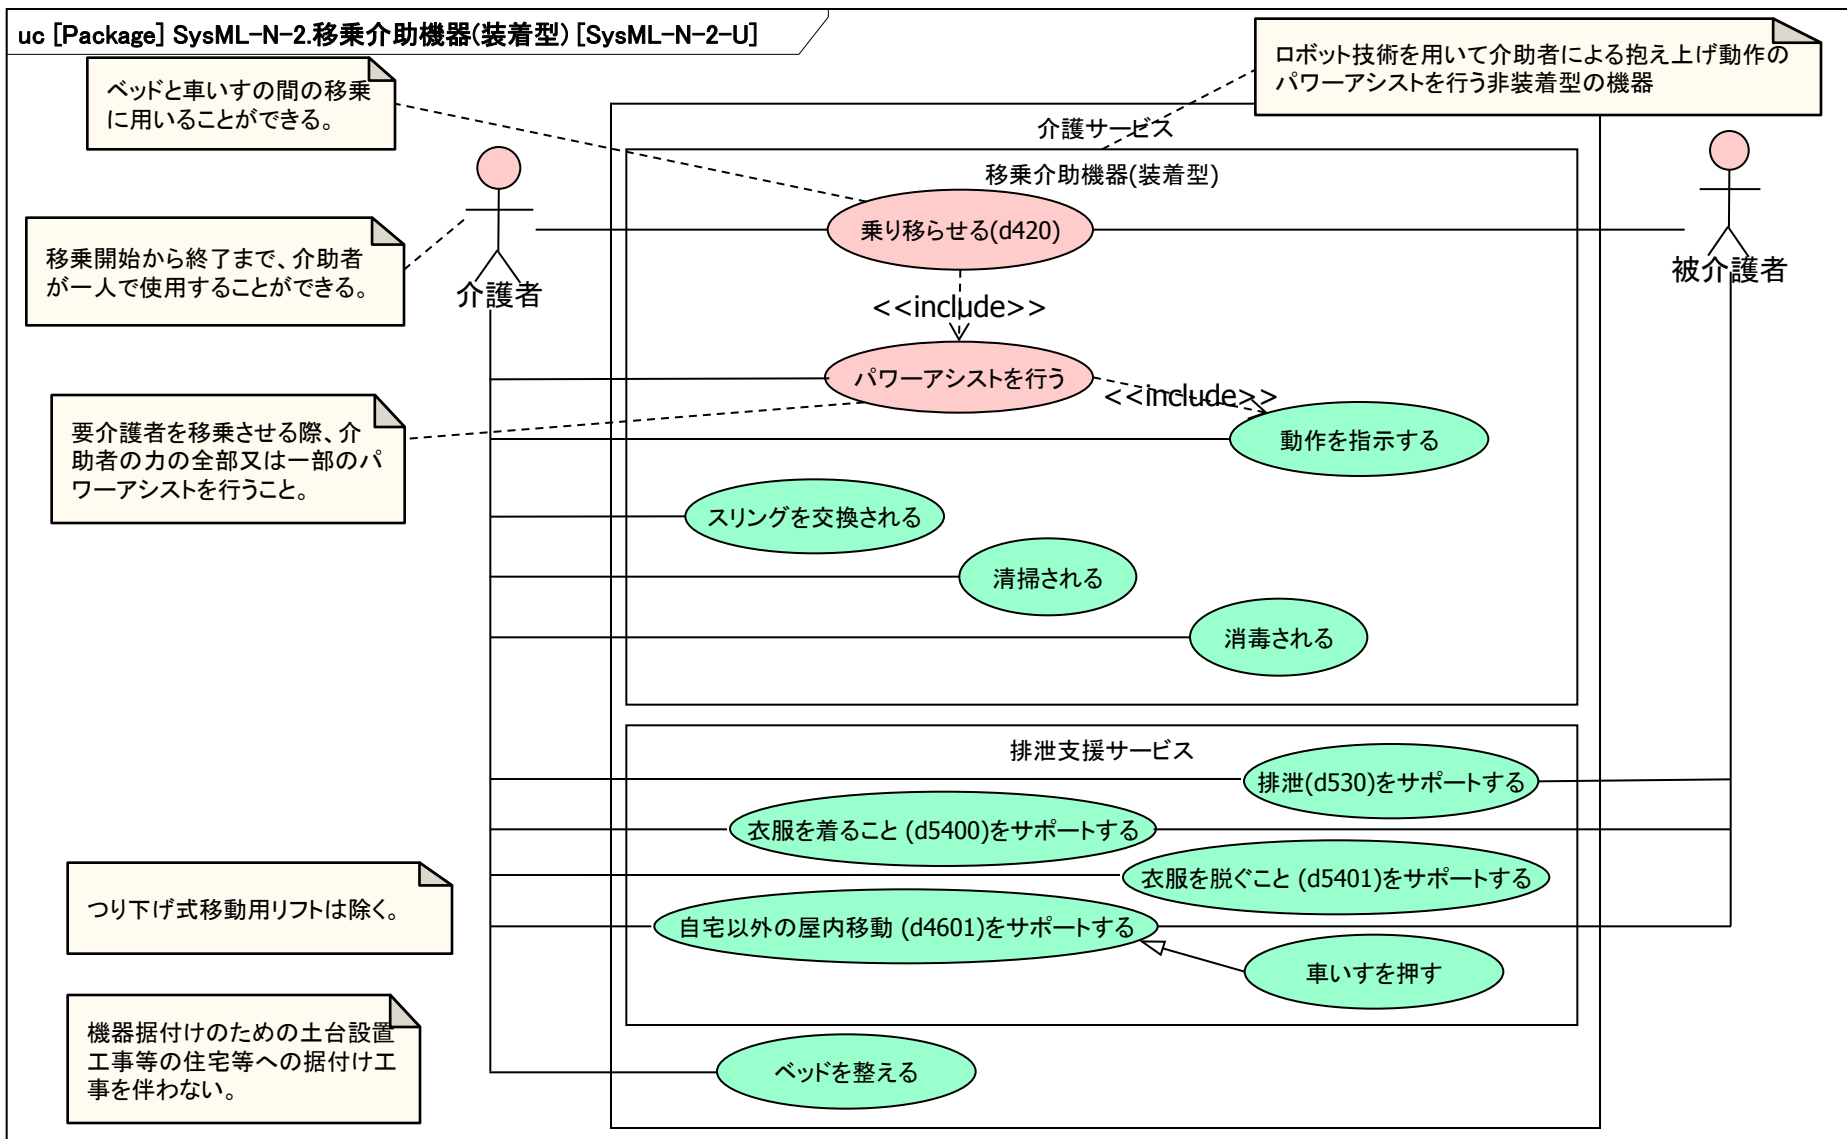 uc [Package] SysML-N-2.移乗介助機器(装着型) [SysML-N-2-U]
ロボット技術を用いて介助者による抱え上げ動作の
パワーアシストを行う非装着型の機器
ベッドと車いすの間の移乗
に用いることができる。
介護サービス
移乗介助機器(装着型)
乗り移らせる(d420)
移乗開始から終了まで、介助者
が一人で使用することができる。
介護者
被介護者
<<include>>
パワーアシストを行う
<<include>>
動作を指示する
要介護者を移乗させる際、介
助者の力の全部又は一部のパ
ワーアシストを行うこと。
スリングを交換される
清掃される
消毒される
排泄支援サービス
排泄(d530)をサポートする
衣服を着ること (d5400)をサポートする
衣服を脱ぐこと (d5401)をサポートする
つり下げ式移動用リフトは除く。
自宅以外の屋内移動 (d4601)をサポートする
車いすを押す
機器据付けのための土台設置
工事等の住宅等への据付け工
事を伴わない。
ベッドを整える